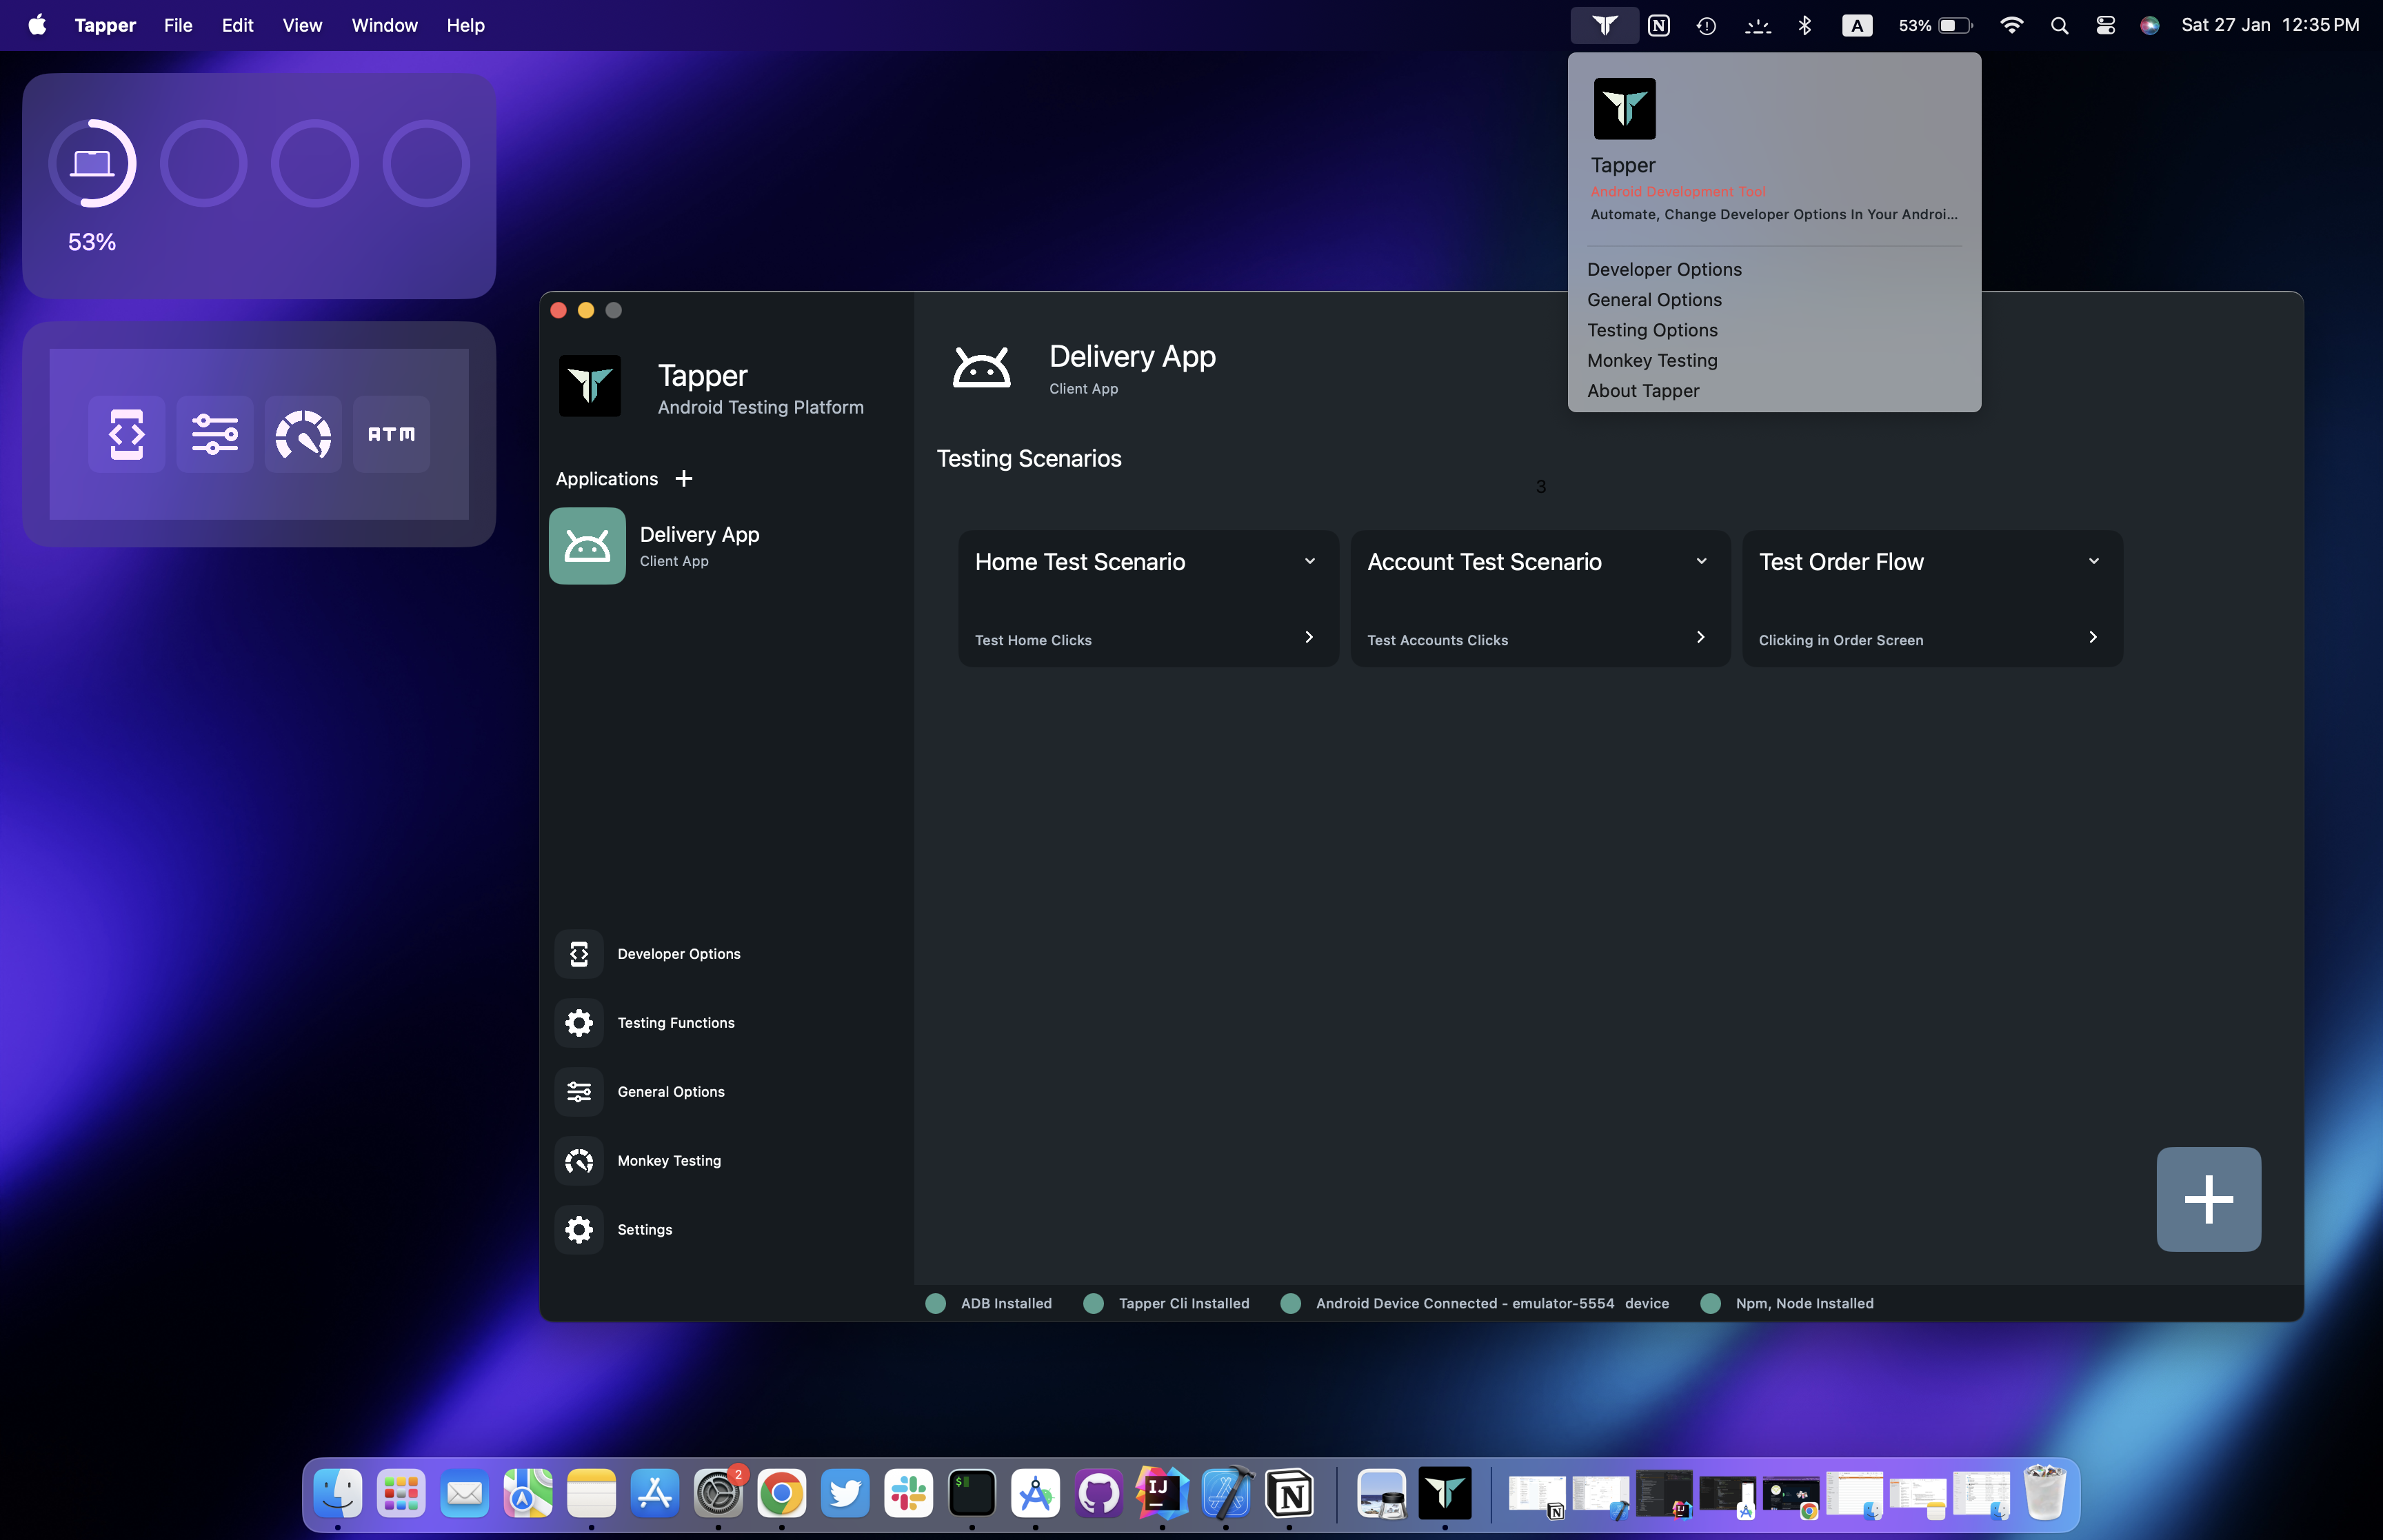 Tapper File Edit View Window Help
N A 53% Sat 27 Jan 12:35 PM
53%
ATM
Tapper
Android Development Tool
Automate, Change Developer Options In Your Androi...
Developer Options
General Options
Testing Options
Monkey Testing
About Tapper
Tapper
Android Testing Platform
Applications +
Delivery App
Client App
Developer Options
Testing Functions
General Options
Monkey Testing
Settings
Delivery App
Client App
Testing Scenarios
3
Home Test Scenario
Test Home Clicks
Account Test Scenario
Test Accounts Clicks
Test Order Flow
Clicking in Order Screen
ADB Installed Tapper Cli Installed Android Device Connected - emulator-5554 device Npm, Node Installed
2
$
IJ
N